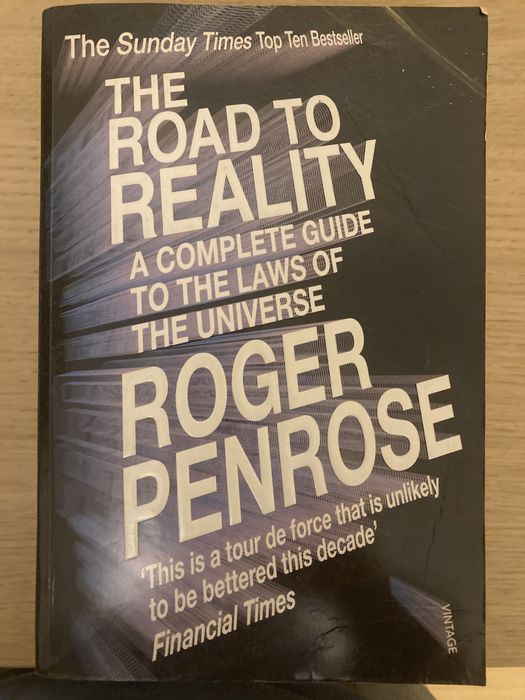 The Sunday Times Top Ten Bestseller
THE
ROAD TO
REALITY
A COMPLETE GUIDE
TO THE LAWS OF
THE UNIVERSE
ROGER
PENROSE
'This is a tour de force that is unlikely
to be bettered this decade'
Financial Times
VINTAGE